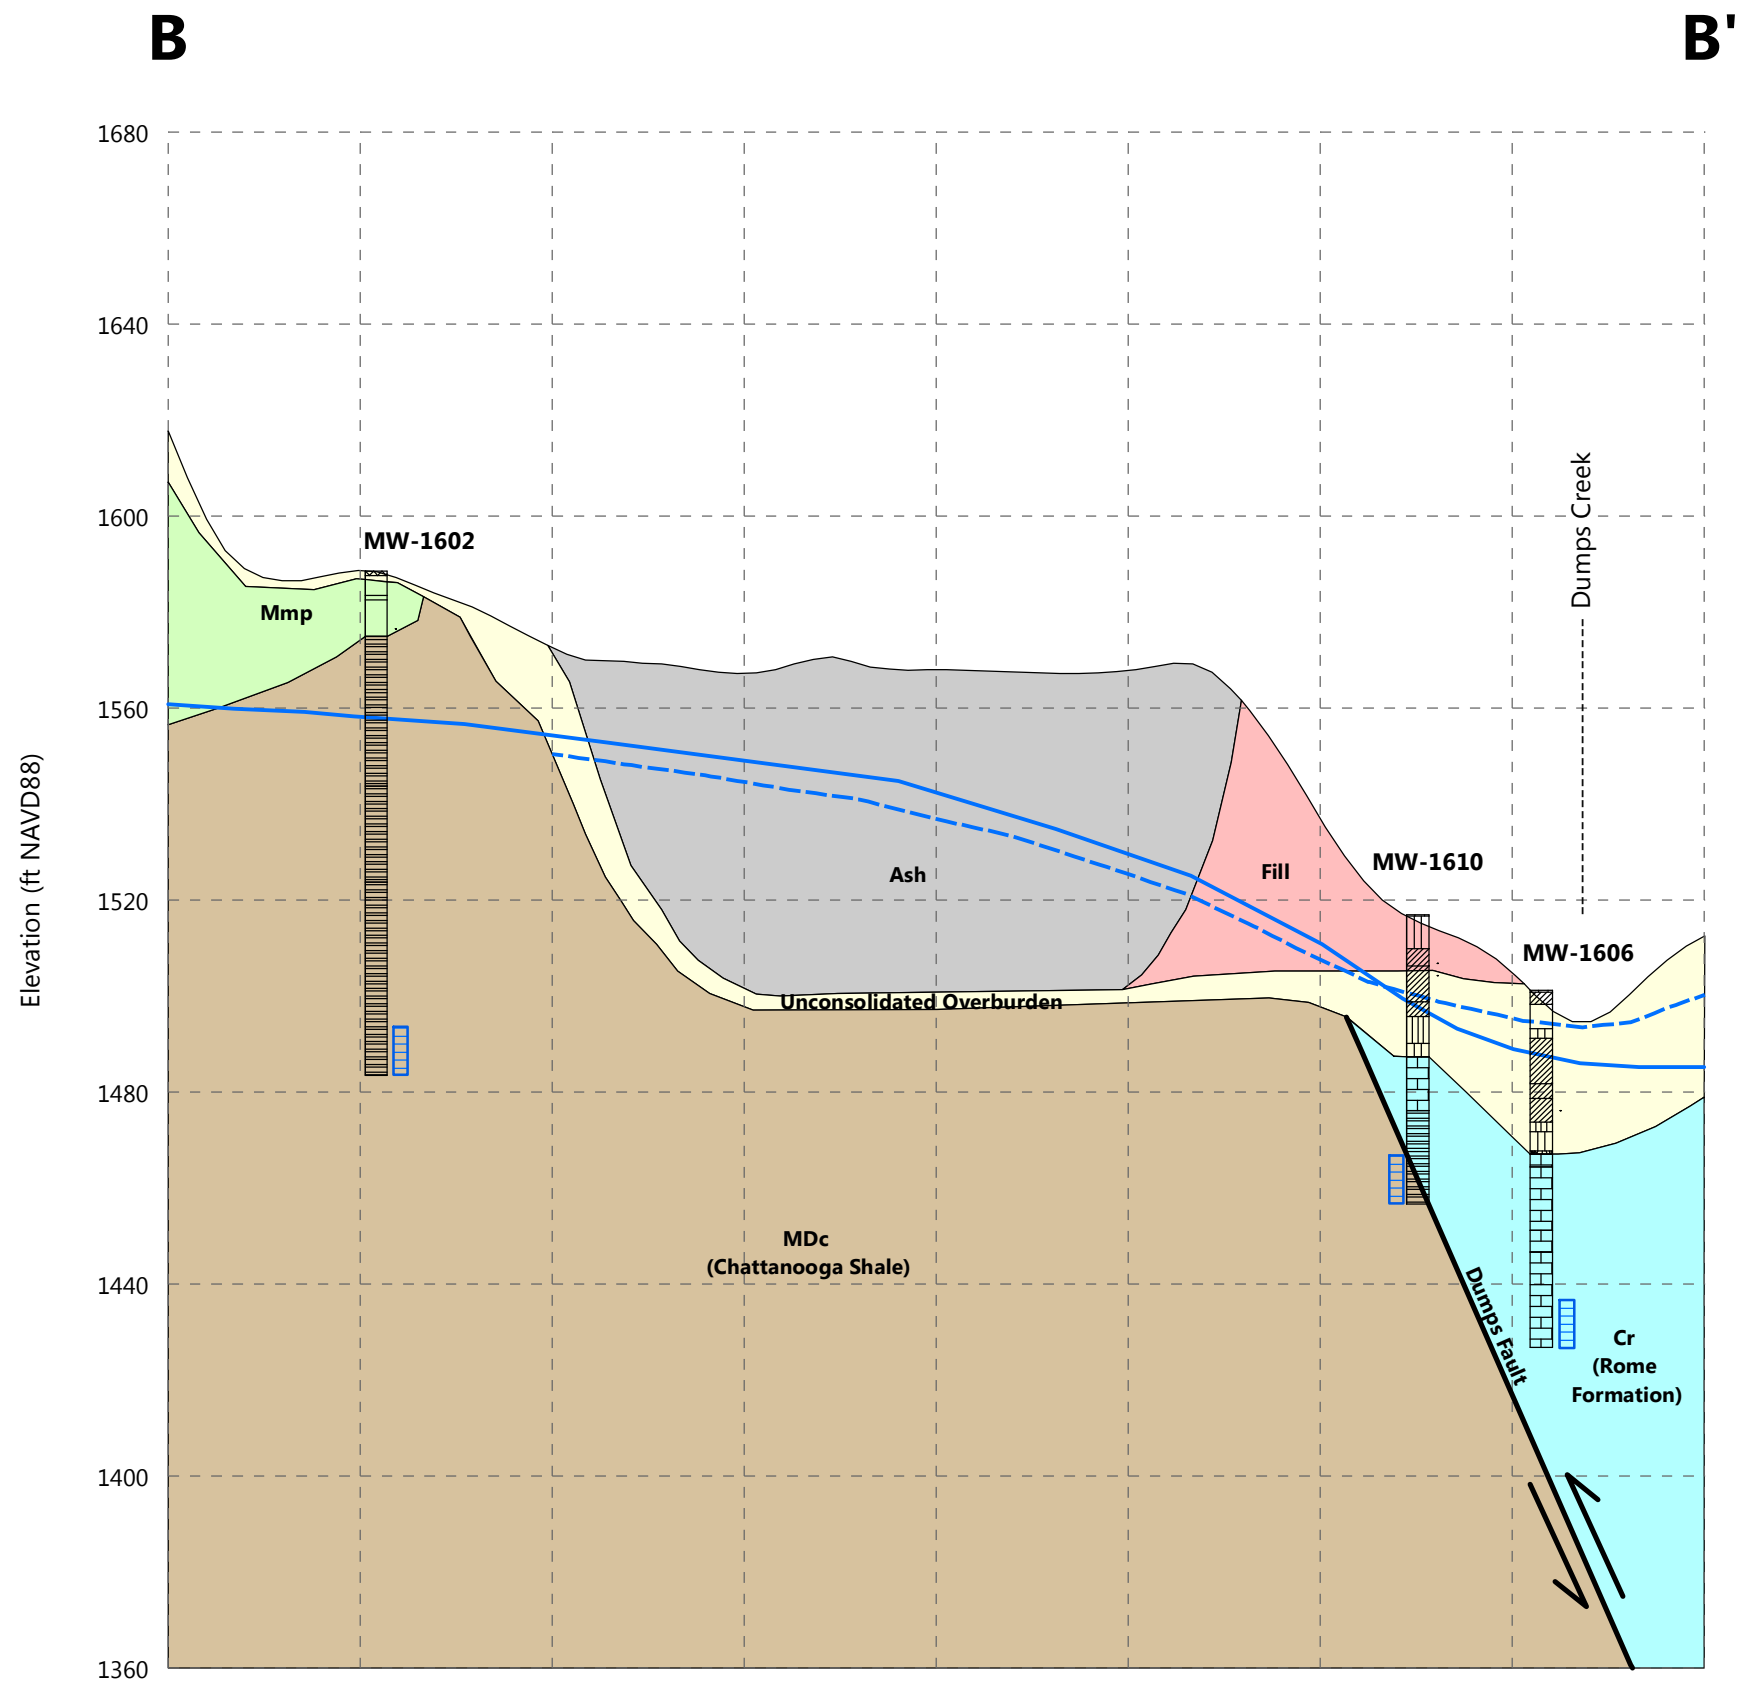 B
B'
1680
1640
1600
1560
1520
1480
1440
1400
1360
Elevation (ft NAVD88)
MW-1602
Mmp
Dumps Creek
MW-1610
Ash
Fill
MW-1606
Unconsolidated Overburden
MDc
(Chattanooga Shale)
Dumps Fault
Cr
(Rome
Formation)